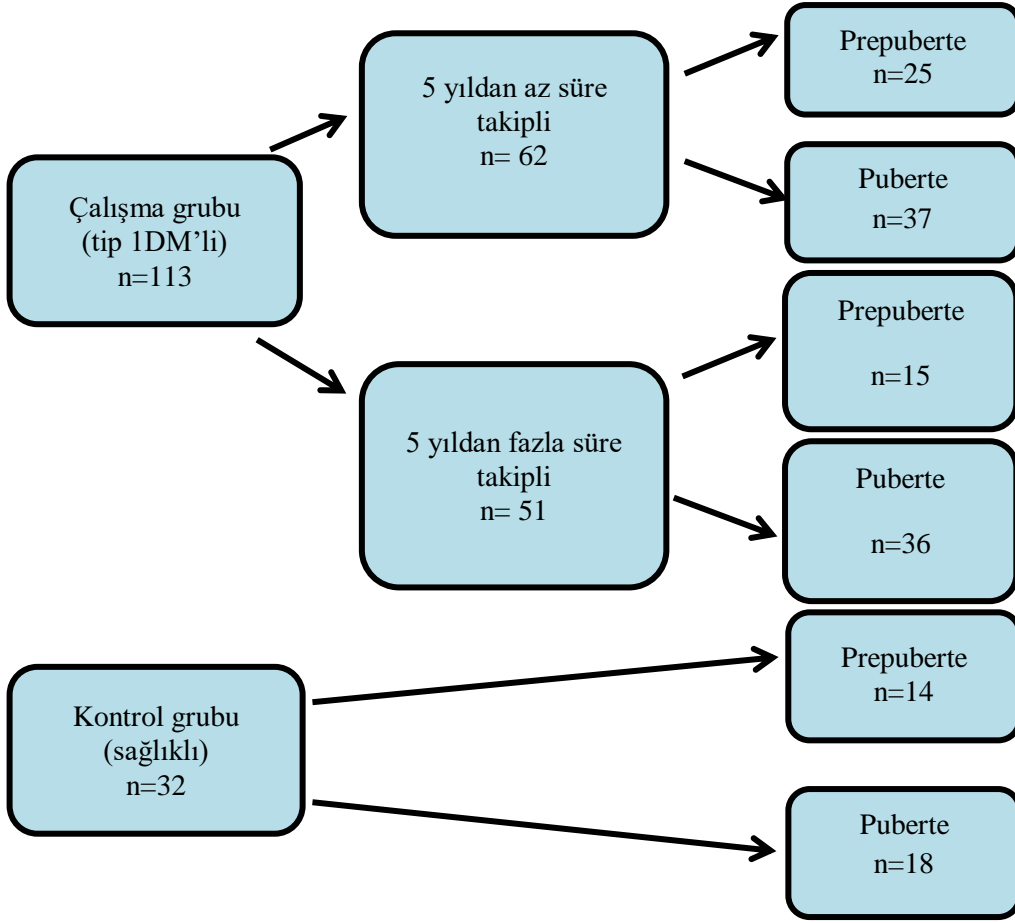 Çalışma grubu
(tip 1DM’li)
n=113
5 yıldan az süre
takipli
n= 62
Prepuberte
n=25
Puberte
n=37
5 yıldan fazla süre
takipli
n= 51
Prepuberte
n=15
Puberte
n=36
Kontrol grubu
(sağlıklı)
n=32
Prepuberte
n=14
Puberte
n=18